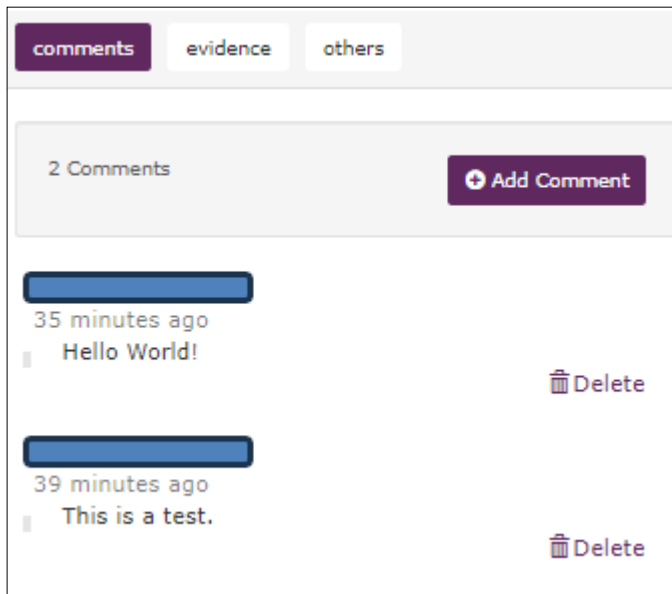 comments evidence others
2 Comments
Add Comment
35 minutes ago
Hello World!
Delete
39 minutes ago
This is a test.
Delete